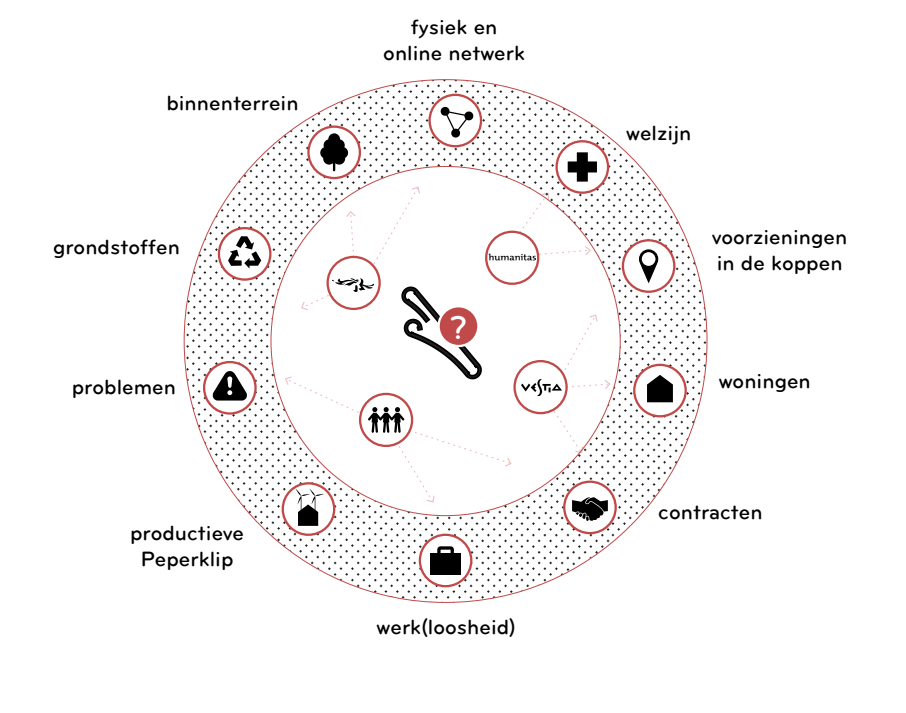 fysiek en
online netwerk
binnenterrein
welzijn
grondstoffen
voorzieningen
in de koppen
humanitas
?
problemen
VESTIA
woningen
productieve
Peperklip
contracten
werk(loosheid)